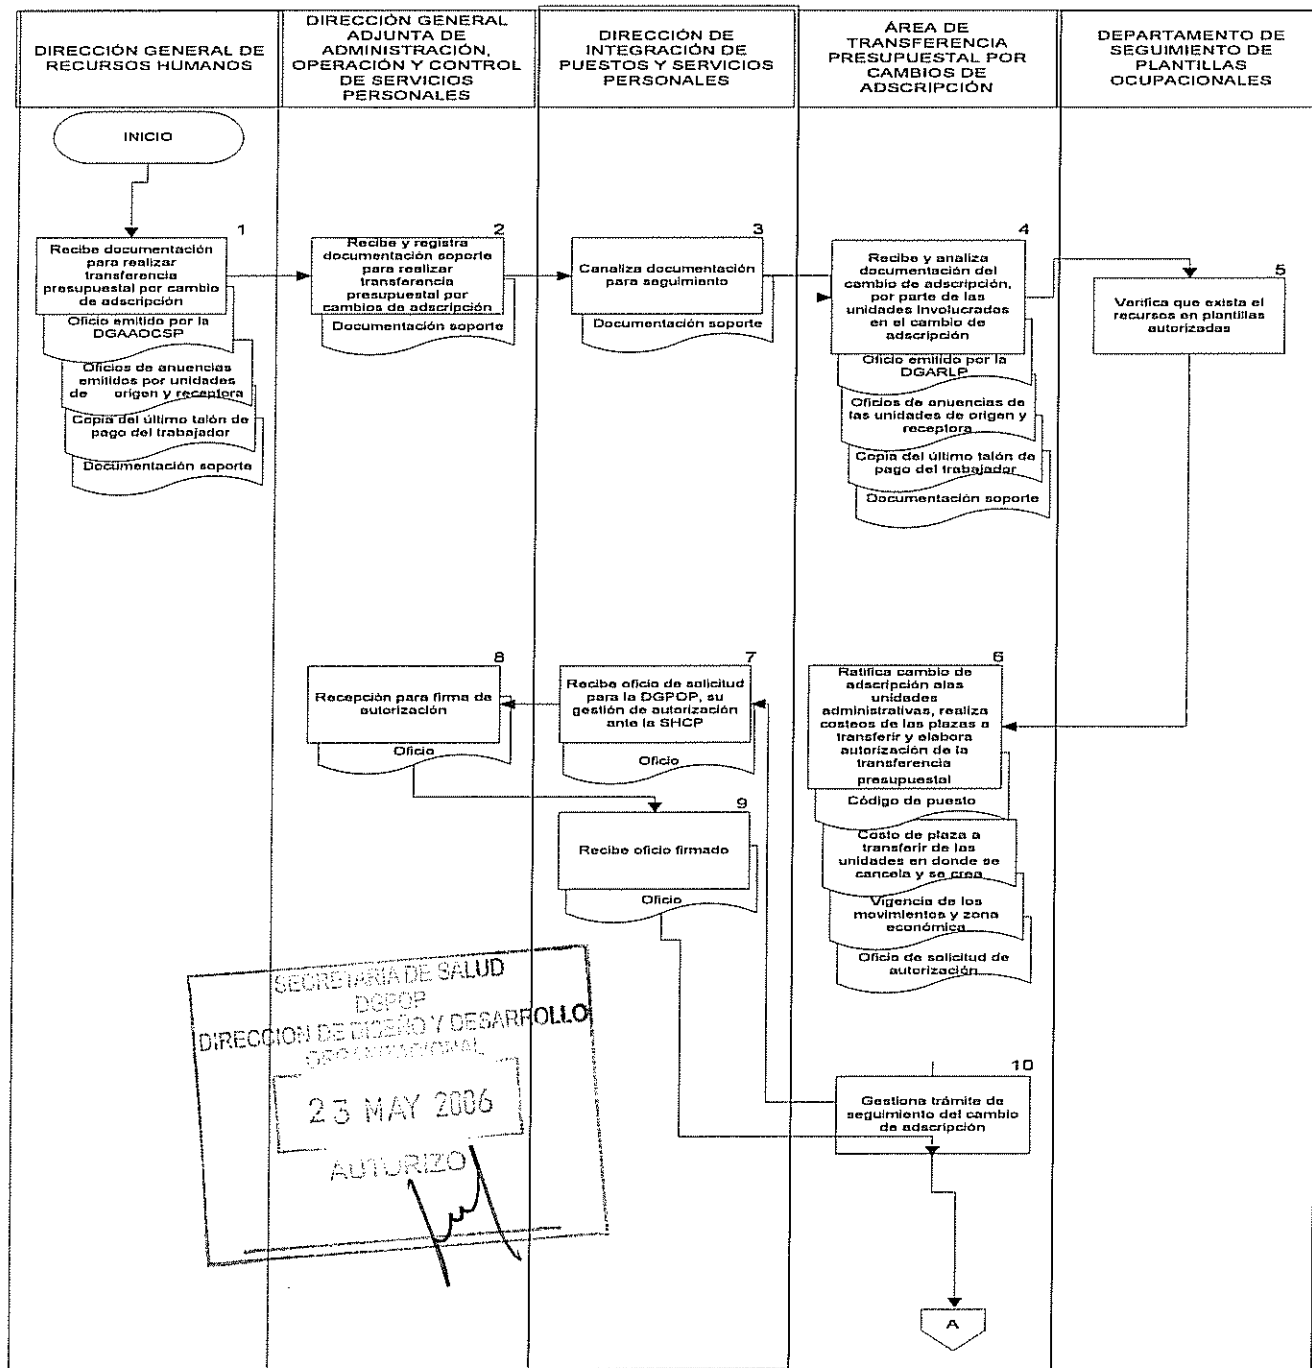 DIRECCIÓN GENERAL DE
RECURSOS HUMANOS
DIRECCIÓN GENERAL
ADJUNTA DE
ADMINISTRACIÓN,
OPERACIÓN Y CONTROL
DE SERVICIOS
PERSONALES
DIRECCIÓN DE
INTEGRACIÓN DE
PUESTOS Y SERVICIOS
PERSONALES
ÁREA DE
TRANSFERENCIA
PRESUPUESTAL POR
CAMBIOS DE
ADSCRIPCIÓN
DEPARTAMENTO DE
SEGUIMIENTO DE
PLANTILLAS
OCUPACIONALES
INICIO
1
Recibe documentación
para realizar
transferencia
presupuestal por cambio
de adscripción
Oficio emitido por la
DGAAOCSP
Oficios de anuencias
emitidos por unidades
de origen y receptora
Copia del último talón de
pago del trabajador
Documentación soporte
2
Recibe y registra
documentación soporte
para realizar
transferencia
presupuestal por
cambios de adscripción
Documentación soporte
3
Canaliza documentación
para seguimiento
Documentación soporte
4
Recibe y analiza
documentación del
cambio de adscripción,
por parte de las
unidades involucradas
en el cambio de
adscripción
Oficio emitido por la
DGARLP
Oficios de anuencias de
las unidades de origen y
receptora
Copia del último talón de
pago del trabajador
Documentación soporte
5
Verifica que exista el
recursos en plantillas
autorizadas
6
Ratifica cambio de
adscripción alas
unidades
administrativas, realiza
costeos de las plazas a
transferir y elabora
autorización de la
transferencia
presupuestal
Código de puesto
Costo de plaza a
transferir de las
unidades en donde se
cancela y se crea
Vigencia de los
movimientos y zona
económica
Oficio de solicitud de
autorización
7
Recibe oficio de solicitud
para la DGPOP, su
gestión de autorización
ante la SHCP
Oficio
8
Recepción para firma de
autorización
Oficio
9
Recibe oficio firmado
Oficio
10
Gestiona trámite de
seguimiento del cambio
de adscripción
A
SECRETARIA DE SALUD
DGPOP
DIRECCION DE DISEÑO Y DESARROLLO
ORGANIZACIONAL
23 MAY 2006
AUTORIZO